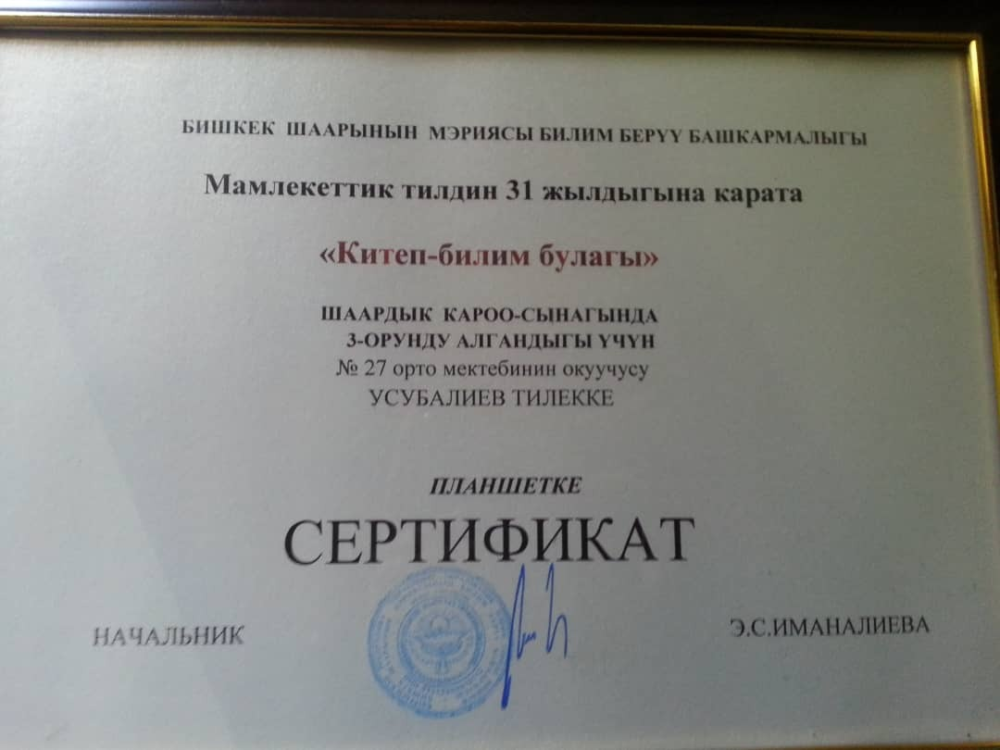 БИШКЕК ШААРЫНЫН МЭРИЯСЫ БИЛИМ БЕРҮҮ БАШКАРМАЛЫГЫ
Мамлекеттик тилдин 31 жылдыгына карата
«Китеп-билим булагы»
ШААРДЫК КАРОО-СЫНАГЫНДА
3-ОРУНДУ АЛГАНДЫГЫ ҮЧҮН
№ 27 орто мектебинин окуучусу
УСУБАЛИЕВ ТИЛЕККЕ
ПЛАНШЕТКЕ
СЕРТИФИКАТ
НАЧАЛЬНИК
Э.С.ИМАНАЛИЕВА